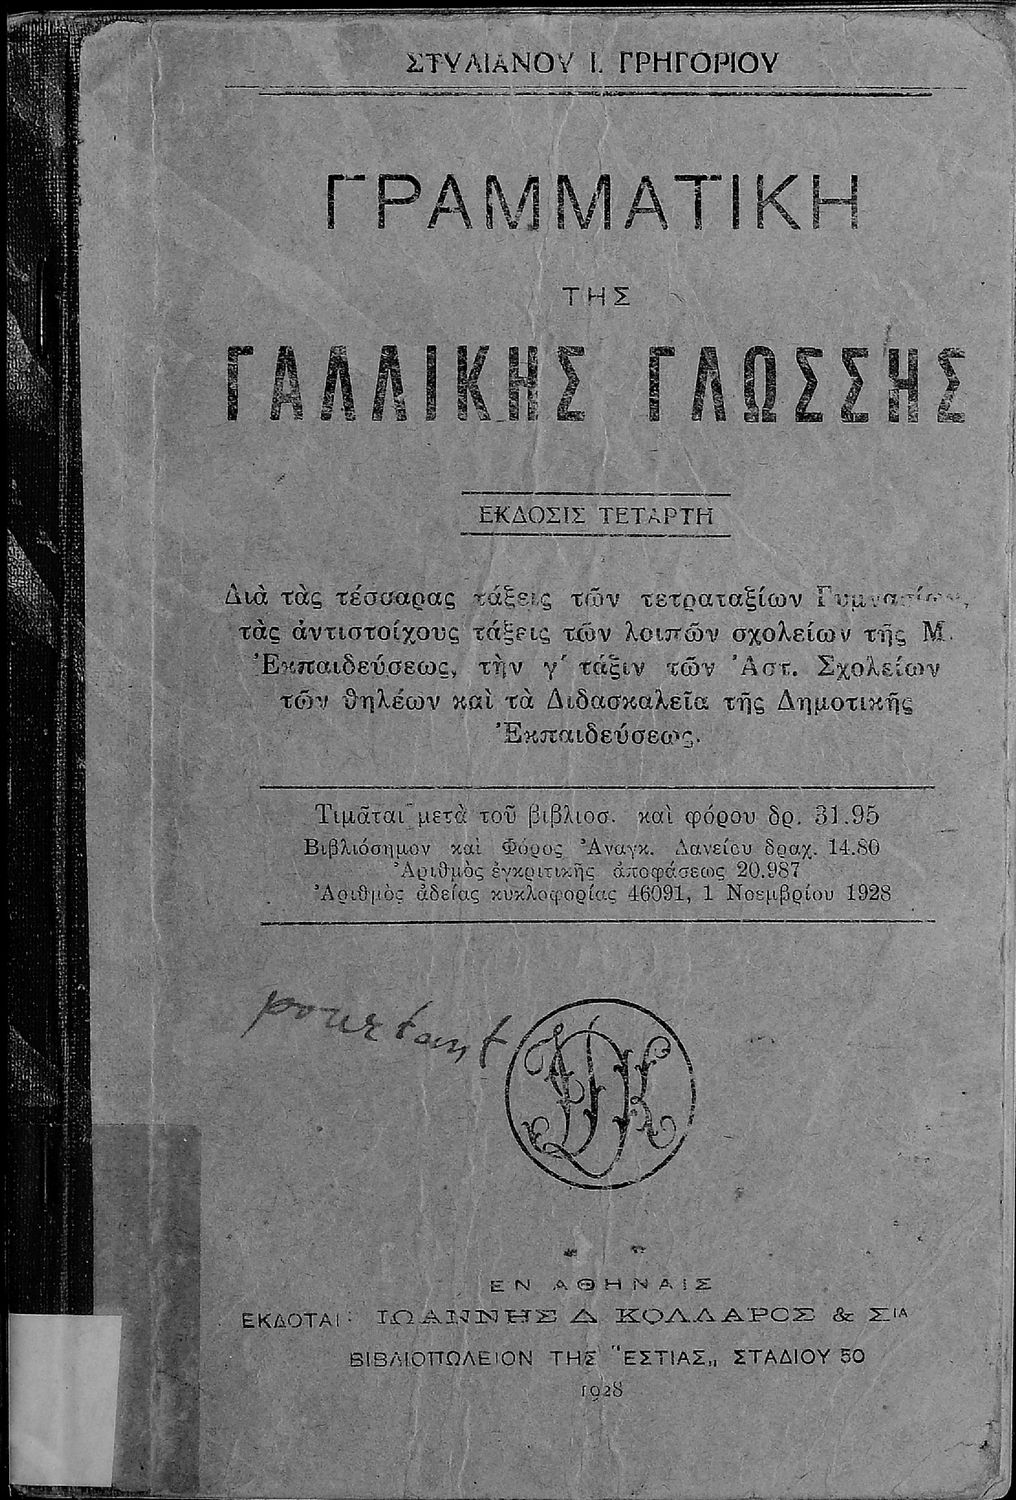 ΣΤΥΛΙΑΝΟΥ Ι. ΓΡΗΓΟΡΙΟΥ
ΓΡΑΜΜΑΤΙΚΗ
ΤΗΣ
ΓΑΛΛΙΚΗΣ ΓΛΩΣΣΗΣ
ΕΚΔΟΣΙΣ ΤΕΤΑΡΤΗ
Διὰ τὰς τέσσαρας τάξεις τῶν τετραταξίων Γυμνασίων,
τὰς ἀντιστοίχους τάξεις τῶν λοιπῶν σχολείων τῆς Μ.
Ἐκπαιδεύσεως, τὴν γ΄ τάξιν τῶν Ἀστ. Σχολείων
τῶν θηλέων καὶ τὰ Διδασκαλεῖα τῆς Δημοτικῆς
Ἐκπαιδεύσεως.
Τιμᾶται μετὰ τοῦ βιβλιοσ. καὶ φόρου δρ. 31.95
Βιβλιόσημον καὶ Φόρος Ἀναγκ. Δανείου δραχ. 14.80
Ἀριθμὸς ἐγκριτικῆς ἀποφάσεως 20.987
Ἀριθμὸς ἀδείας κυκλοφορίας 46091, 1 Νοεμβρίου 1928
pourtant
ΙΔΚ
ΕΝ ΑΘΗΝΑΙΣ
ΕΚΔΟΤΑΙ: ΙΩΑΝΝΗΣ Δ ΚΟΛΛΑΡΟΣ & ΣΙΑ
ΒΙΒΛΙΟΠΩΛΕΙΟΝ ΤΗΣ "ΕΣΤΙΑΣ„ ΣΤΑΔΙΟΥ 50
1928